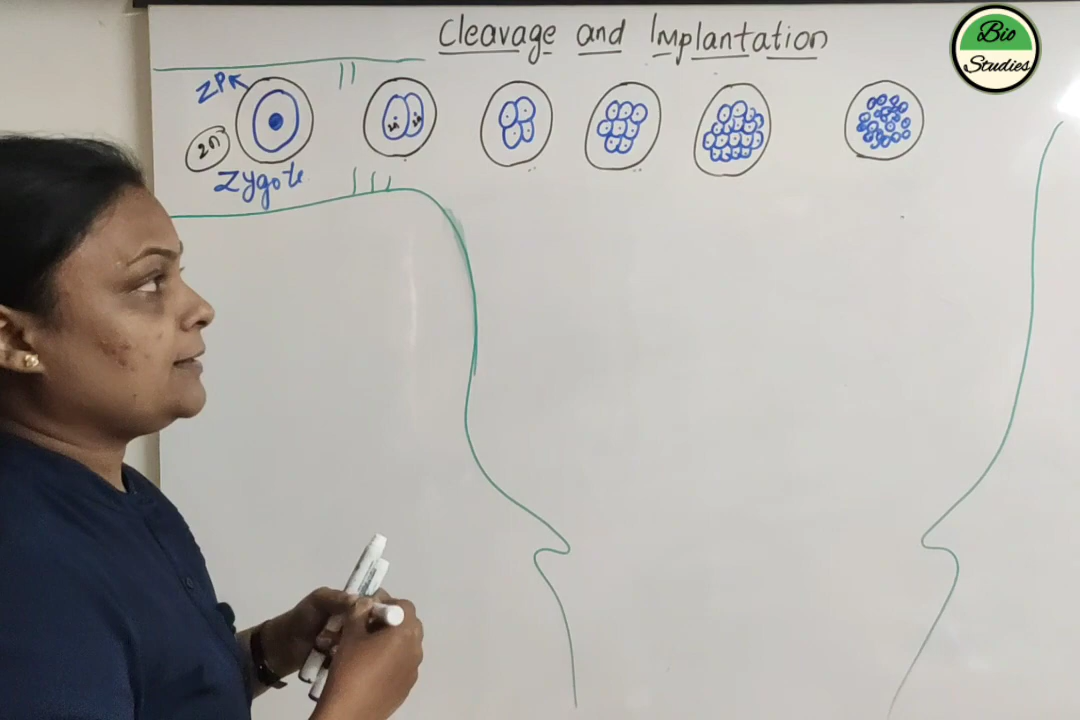 Cleavage and Implantation
Bio
Studies
ZP
2n
Zygote